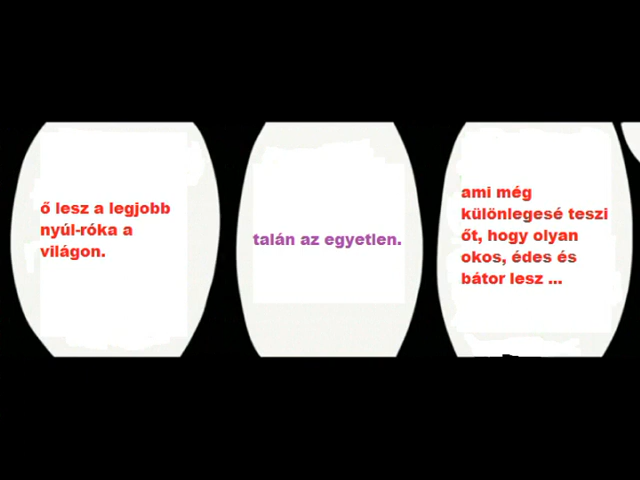 ő lesz a legjobb
nyúl-róka a
világon.
talán az egyetlen.
ami még
különlegesé teszi
őt, hogy olyan
okos, édes és
bátor lesz ...